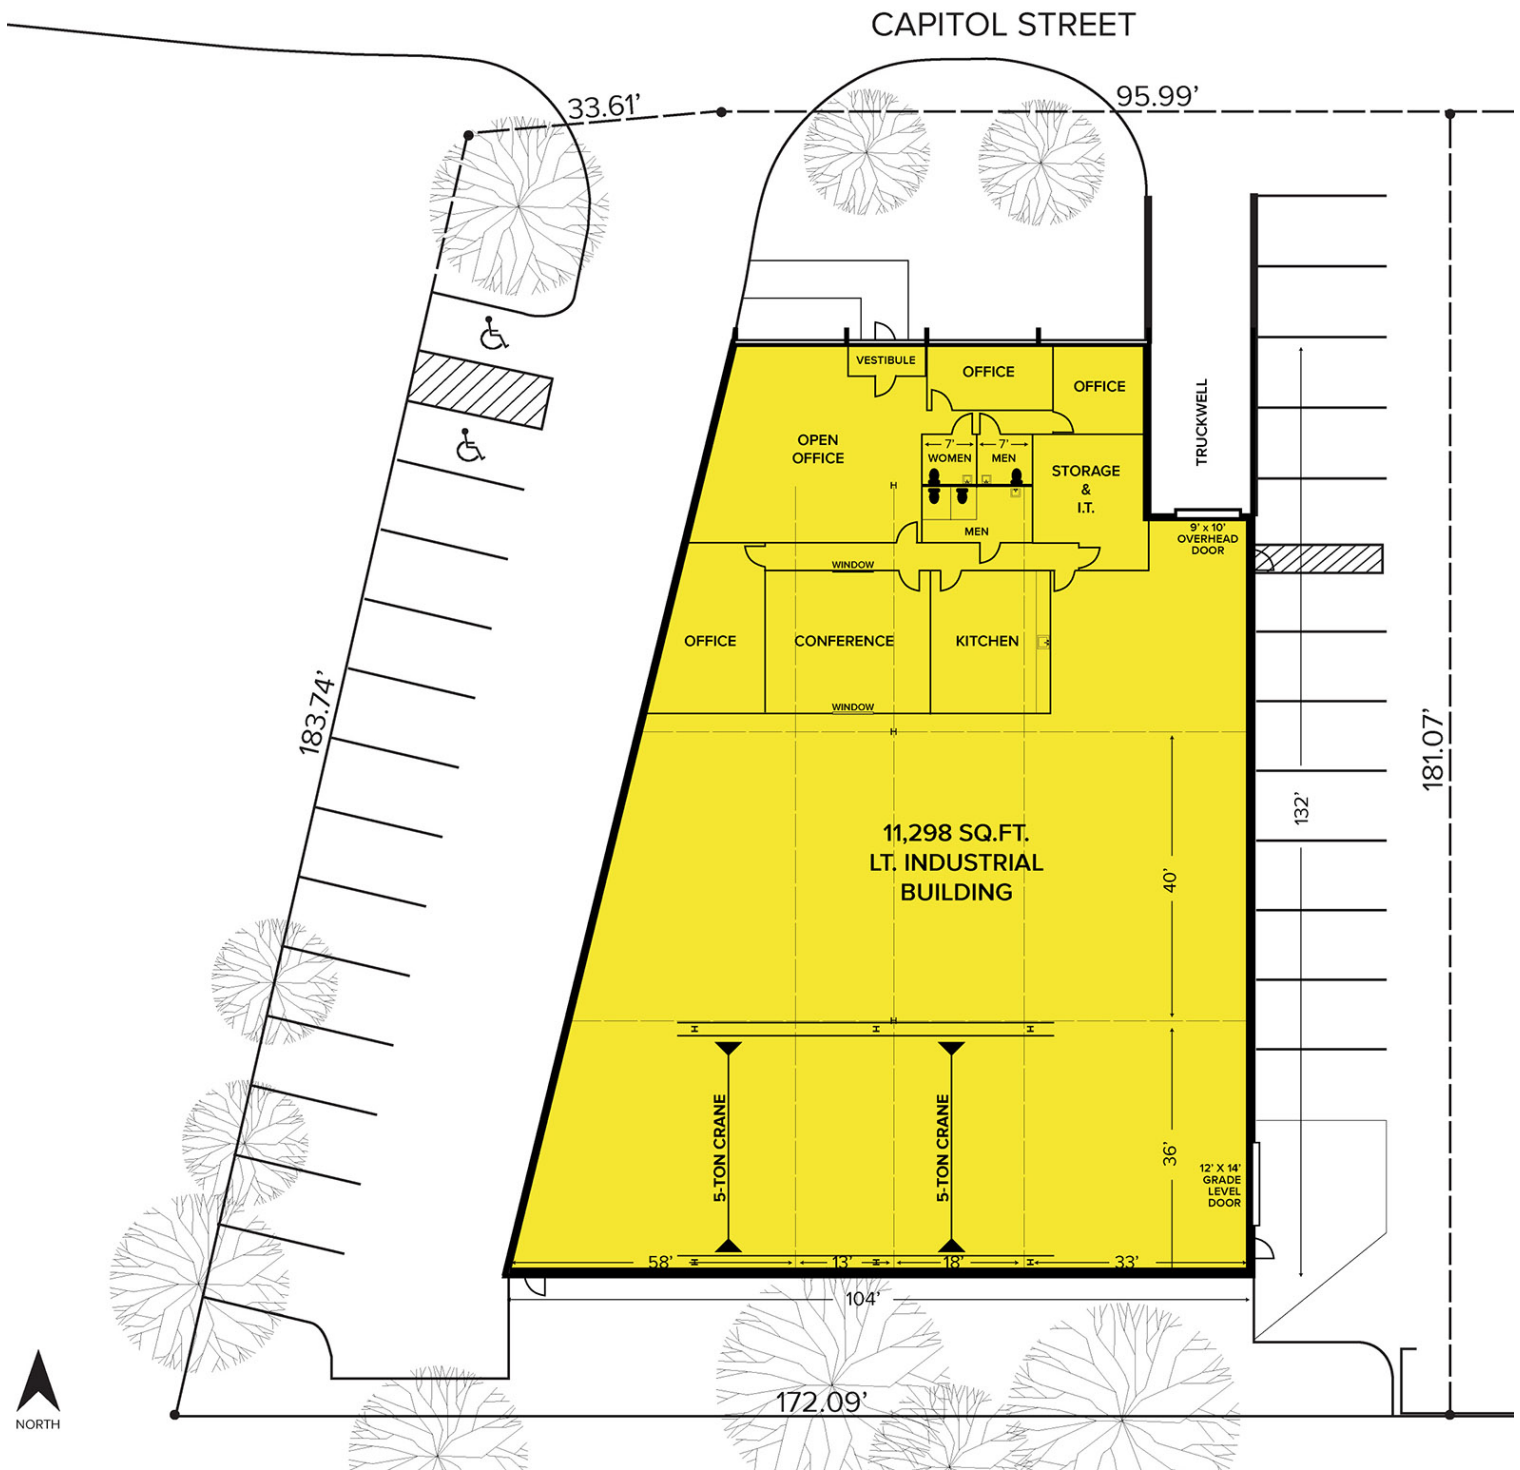 CAPITOL STREET
33.61’
95.99’
VESTIBULE
OFFICE
OFFICE
TRUCKWELL
OPEN
OFFICE
7’
7’
WOMEN
MEN
STORAGE
&
I.T.
MEN
9’ x 10’
OVERHEAD
DOOR
WINDOW
OFFICE
CONFERENCE
KITCHEN
WINDOW
183.74’
181.07’
132’
11,298 SQ.FT.
LT. INDUSTRIAL
BUILDING
40’
5-TON CRANE
5-TON CRANE
36’
12’ X 14’
GRADE
LEVEL
DOOR
58’
13’
18’
33’
104’
172.09’
NORTH